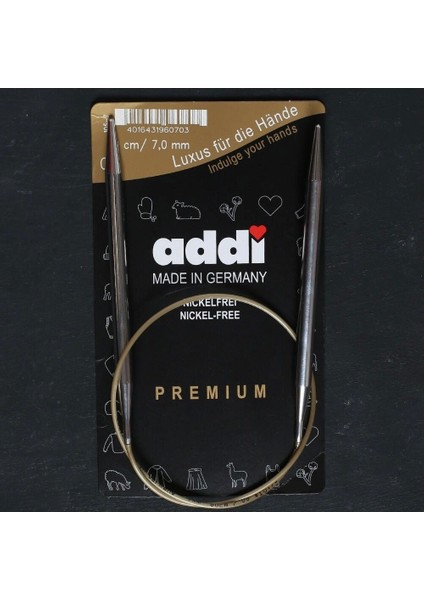 4016431960703
cm/ 7,0 mm
Luxus für die Hände
Indulge your hands
addi
MADE IN GERMANY
NICKELFREI
NICKEL-FREE
PREMIUM